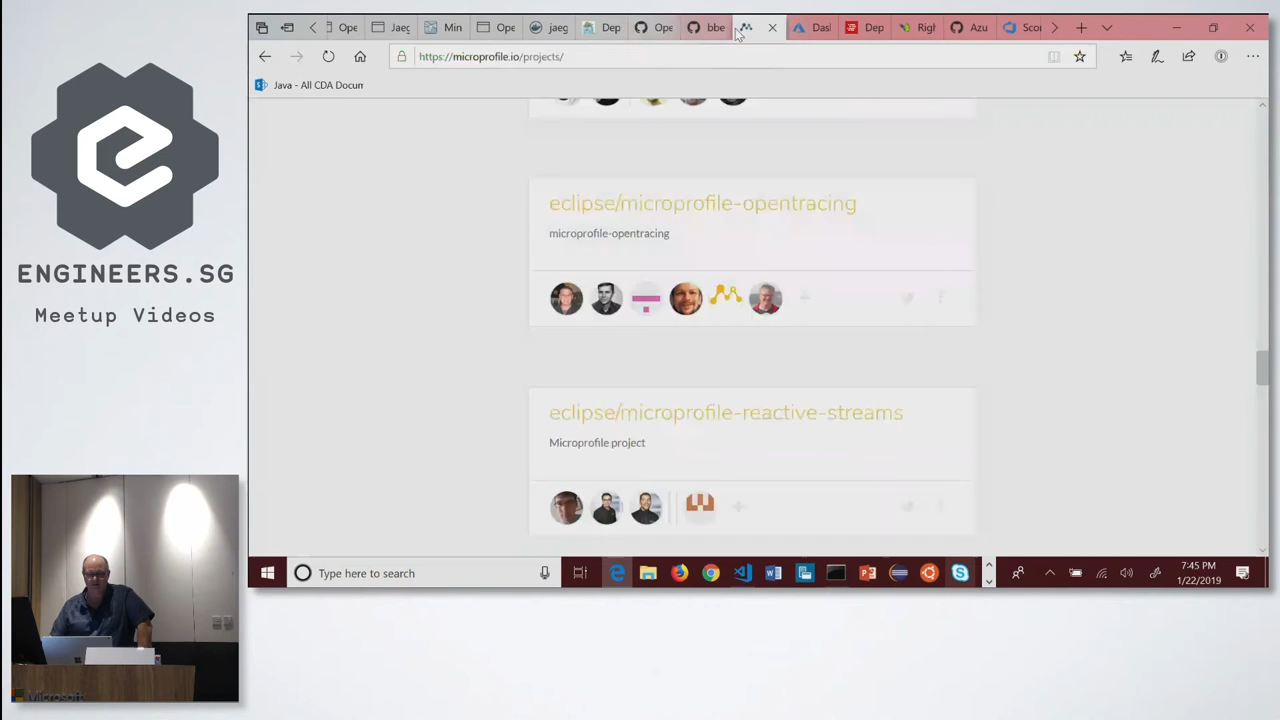 Ope
Jaeg
Min
Ope
jaeg
Dep
Ope
bbe
Dasl
Dep
Righ
Azu
Scor
https://microprofile.io/projects/
Java - All CDA Docum
eclipse/microprofile-opentracing
microprofile-opentracing
eclipse/microprofile-reactive-streams
Microprofile project
ENGINEERS.SG
Meetup Videos
Type here to search
7:45 PM
1/22/2019
Microsoft